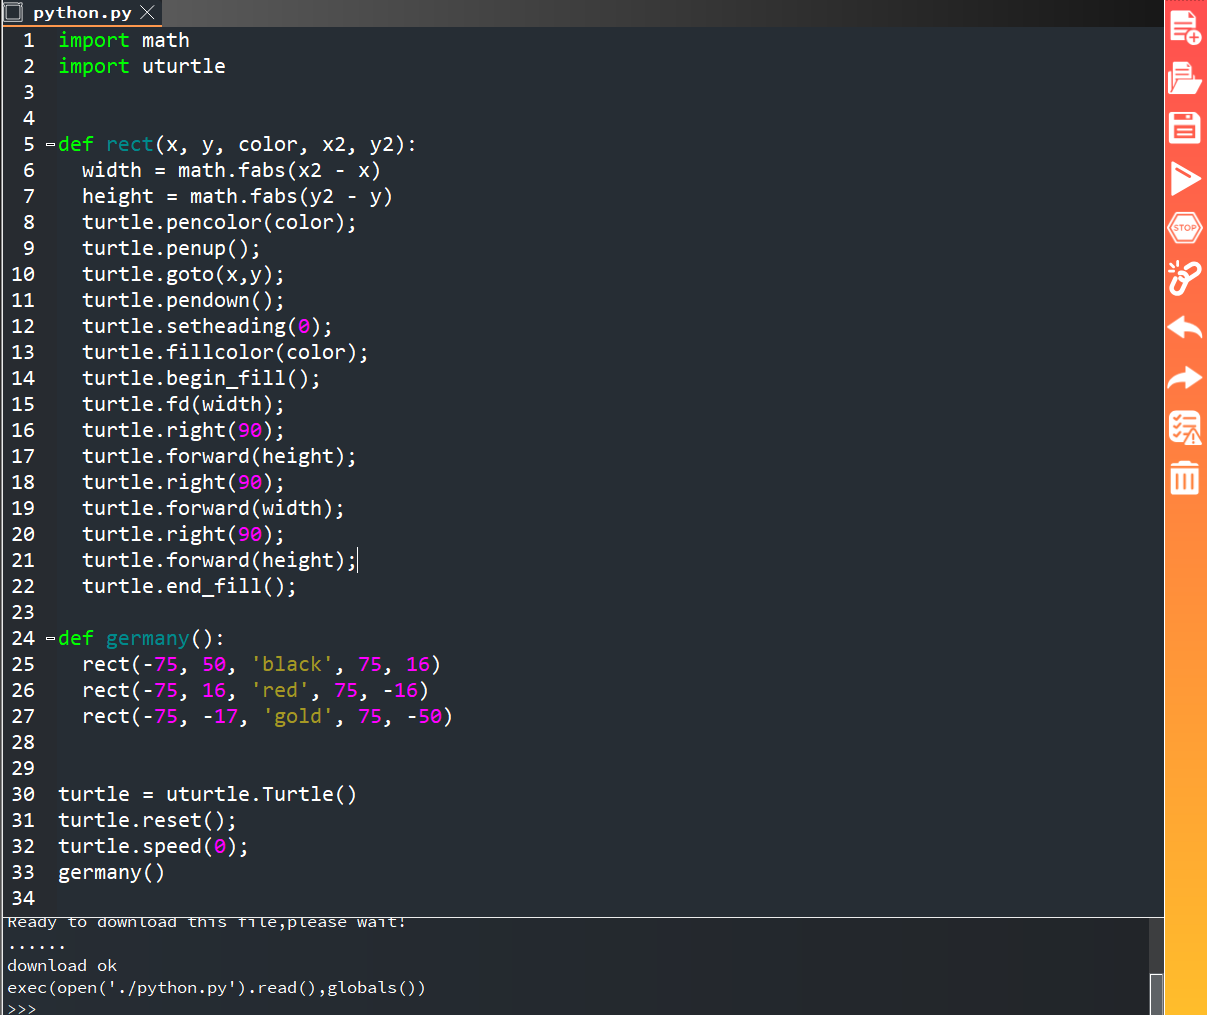 python.py
1 import math
2 import uturtle
3
4
5 def rect(x, y, color, x2, y2):
6   width = math.fabs(x2 - x)
7   height = math.fabs(y2 - y)
8   turtle.pencolor(color);
9   turtle.penup();
10   turtle.goto(x,y);
11   turtle.pendown();
12   turtle.setheading(0);
13   turtle.fillcolor(color);
14   turtle.begin_fill();
15   turtle.fd(width);
16   turtle.right(90);
17   turtle.forward(height);
18   turtle.right(90);
19   turtle.forward(width);
20   turtle.right(90);
21   turtle.forward(height);
22   turtle.end_fill();
23
24 def germany():
25   rect(-75, 50, 'black', 75, 16)
26   rect(-75, 16, 'red', 75, -16)
27   rect(-75, -17, 'gold', 75, -50)
28
29
30 turtle = uturtle.Turtle()
31 turtle.reset();
32 turtle.speed(0);
33 germany()
34
Ready to download this file,please wait!
......
download ok
exec(open('./python.py').read(),globals())
>>>
STOP